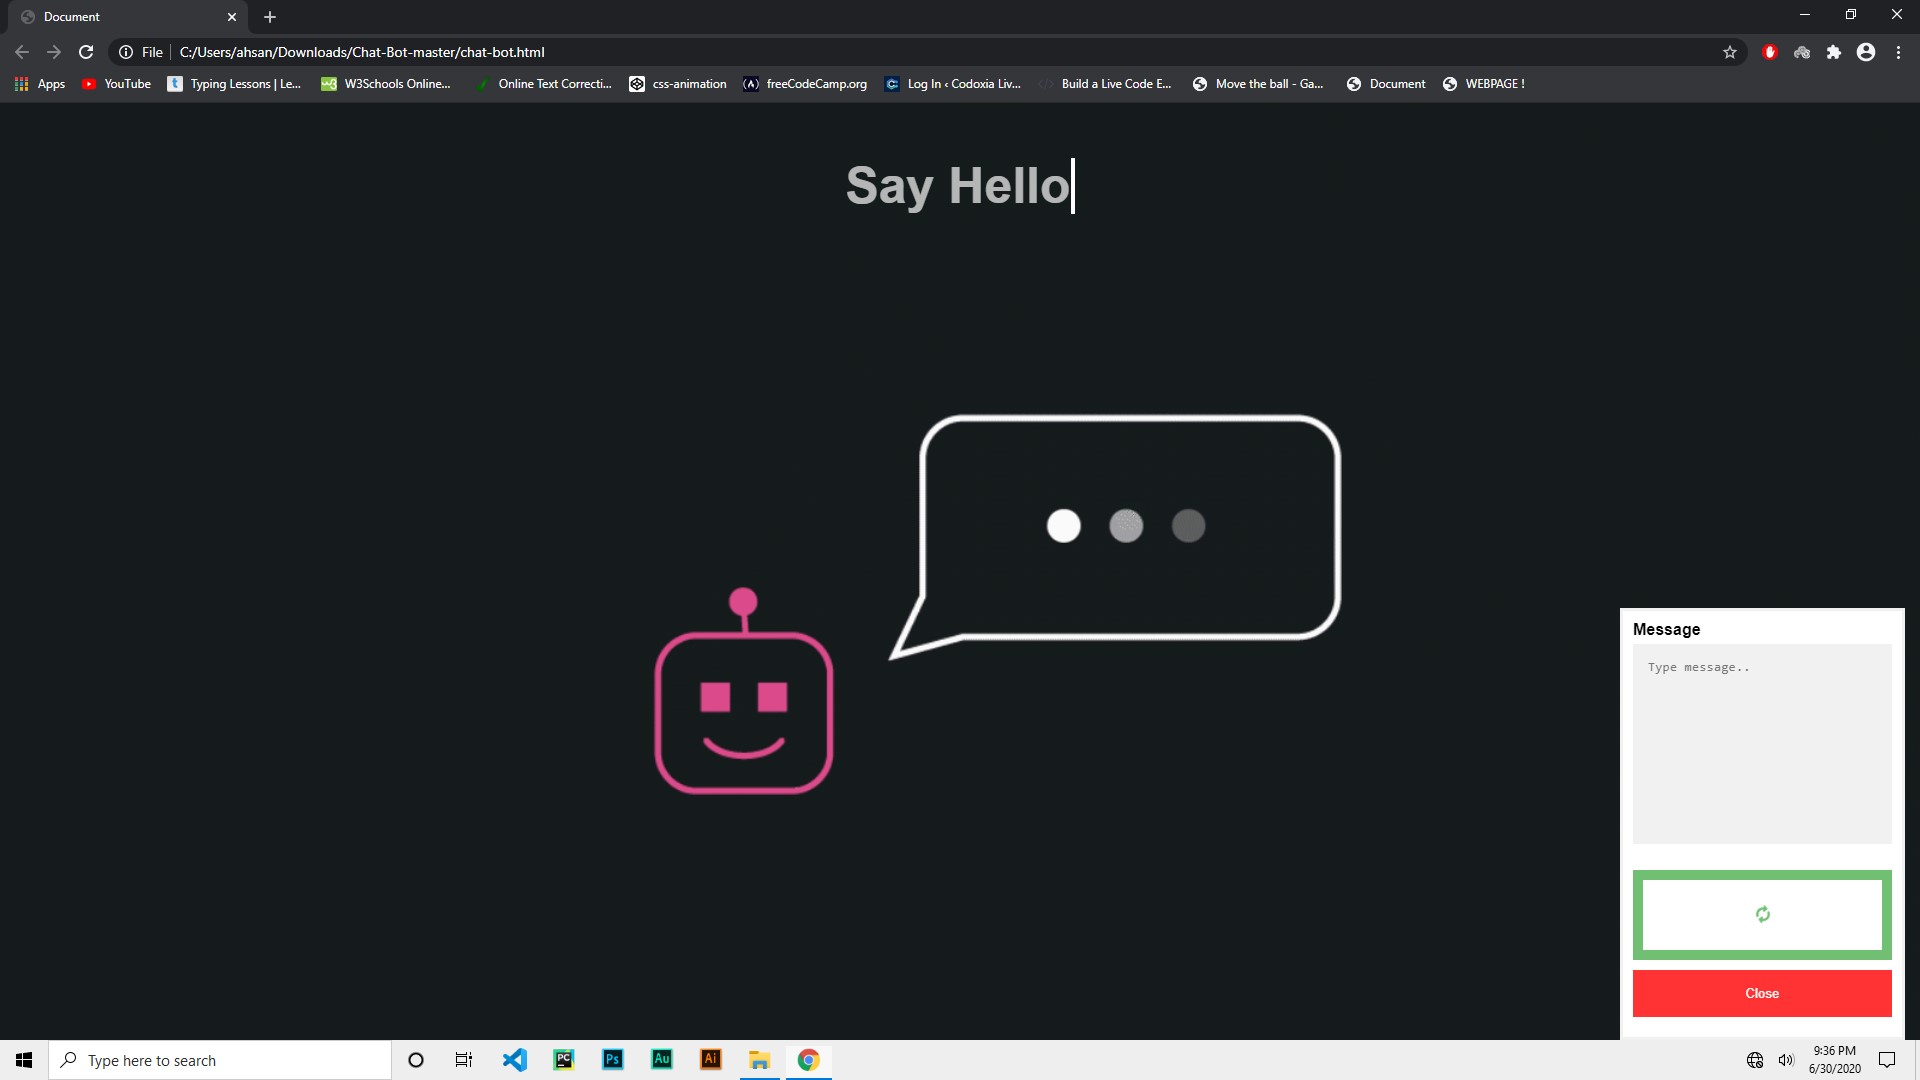 Document
File
C:/Users/ahsan/Downloads/Chat-Bot-master/chat-bot.html
Apps
YouTube
Typing Lessons | Le...
W3Schools Online...
Online Text Correcti...
css-animation
freeCodeCamp.org
Log In ‹ Codoxia Liv...
Build a Live Code E...
Move the ball - Ga...
Document
WEBPAGE !
Say Hello
Message
Type message..
Close
Type here to search
PC
Ps
Au
Ai
9:36 PM
6/30/2020